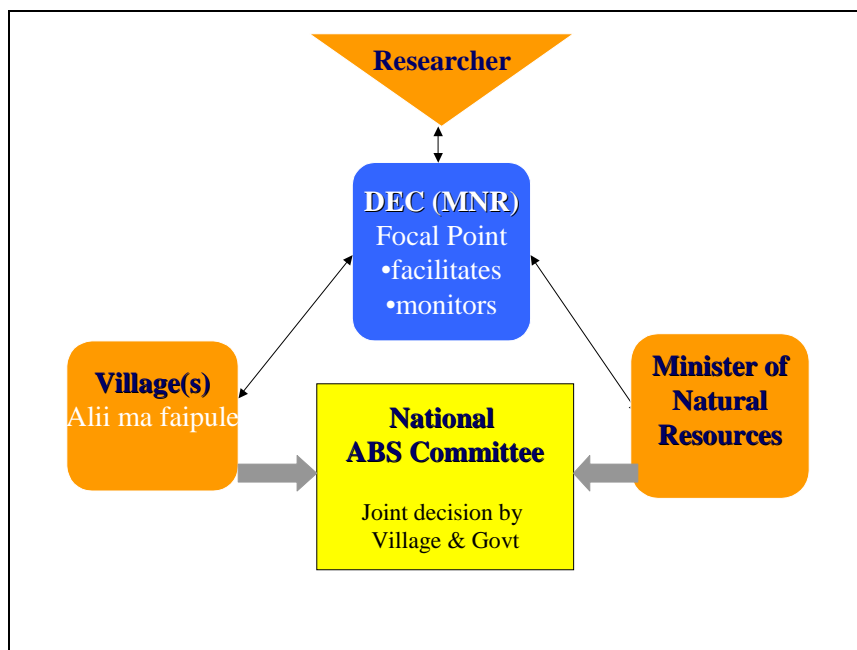 Researcher
DEC (MNR)
Focal Point
•facilitates
•monitors
Village(s)
Alii ma faipule
National
ABS Committee
Joint decision by
Village & Govt
Minister of
Natural
Resources